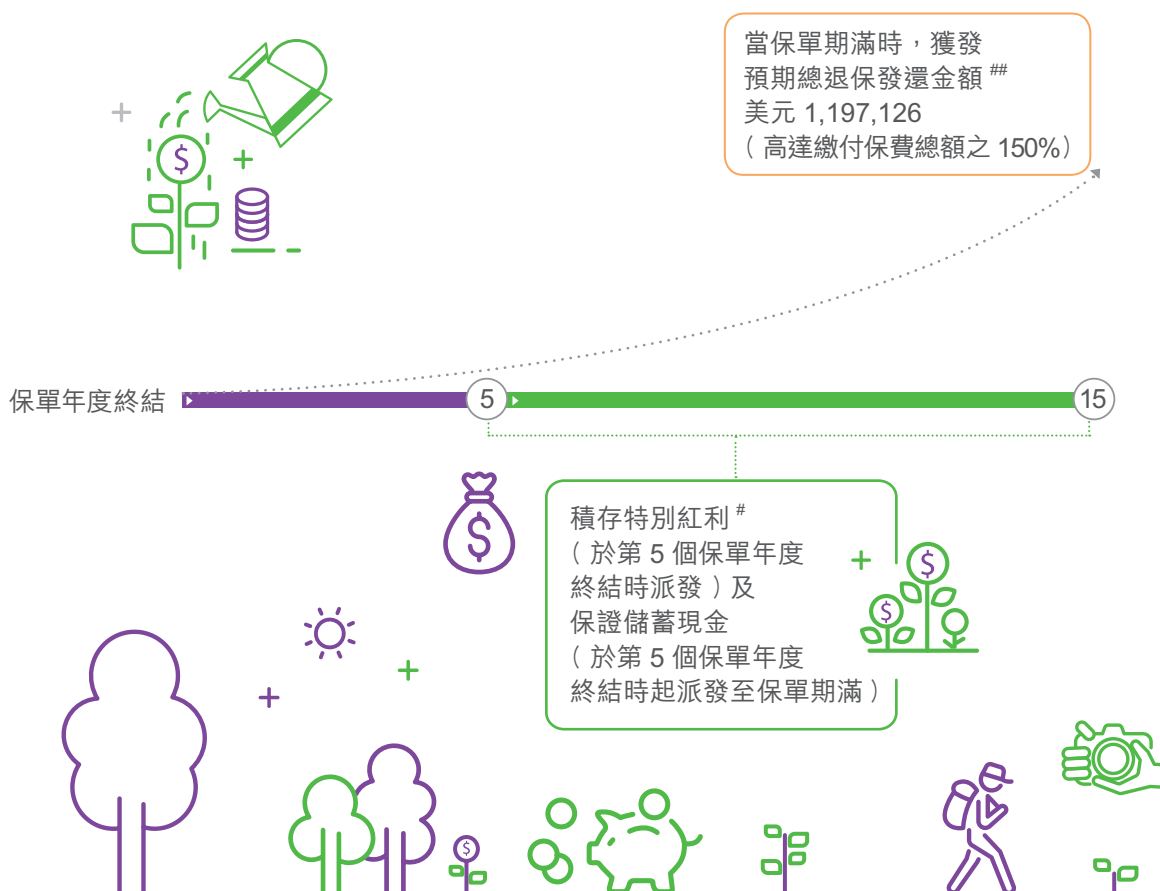 當保單期滿時，獲發
預期總退保發還金額 ##
美元 1,197,126
（ 高達繳付保費總額之 150%）
$
保單年度終結
5
15
$
積存特別紅利 #
（ 於第 5 個保單年度
終結時派發 ）及
保證儲蓄現金
（ 於第 5 個保單年度
終結時起派發至保單期滿 ）
$
$
$